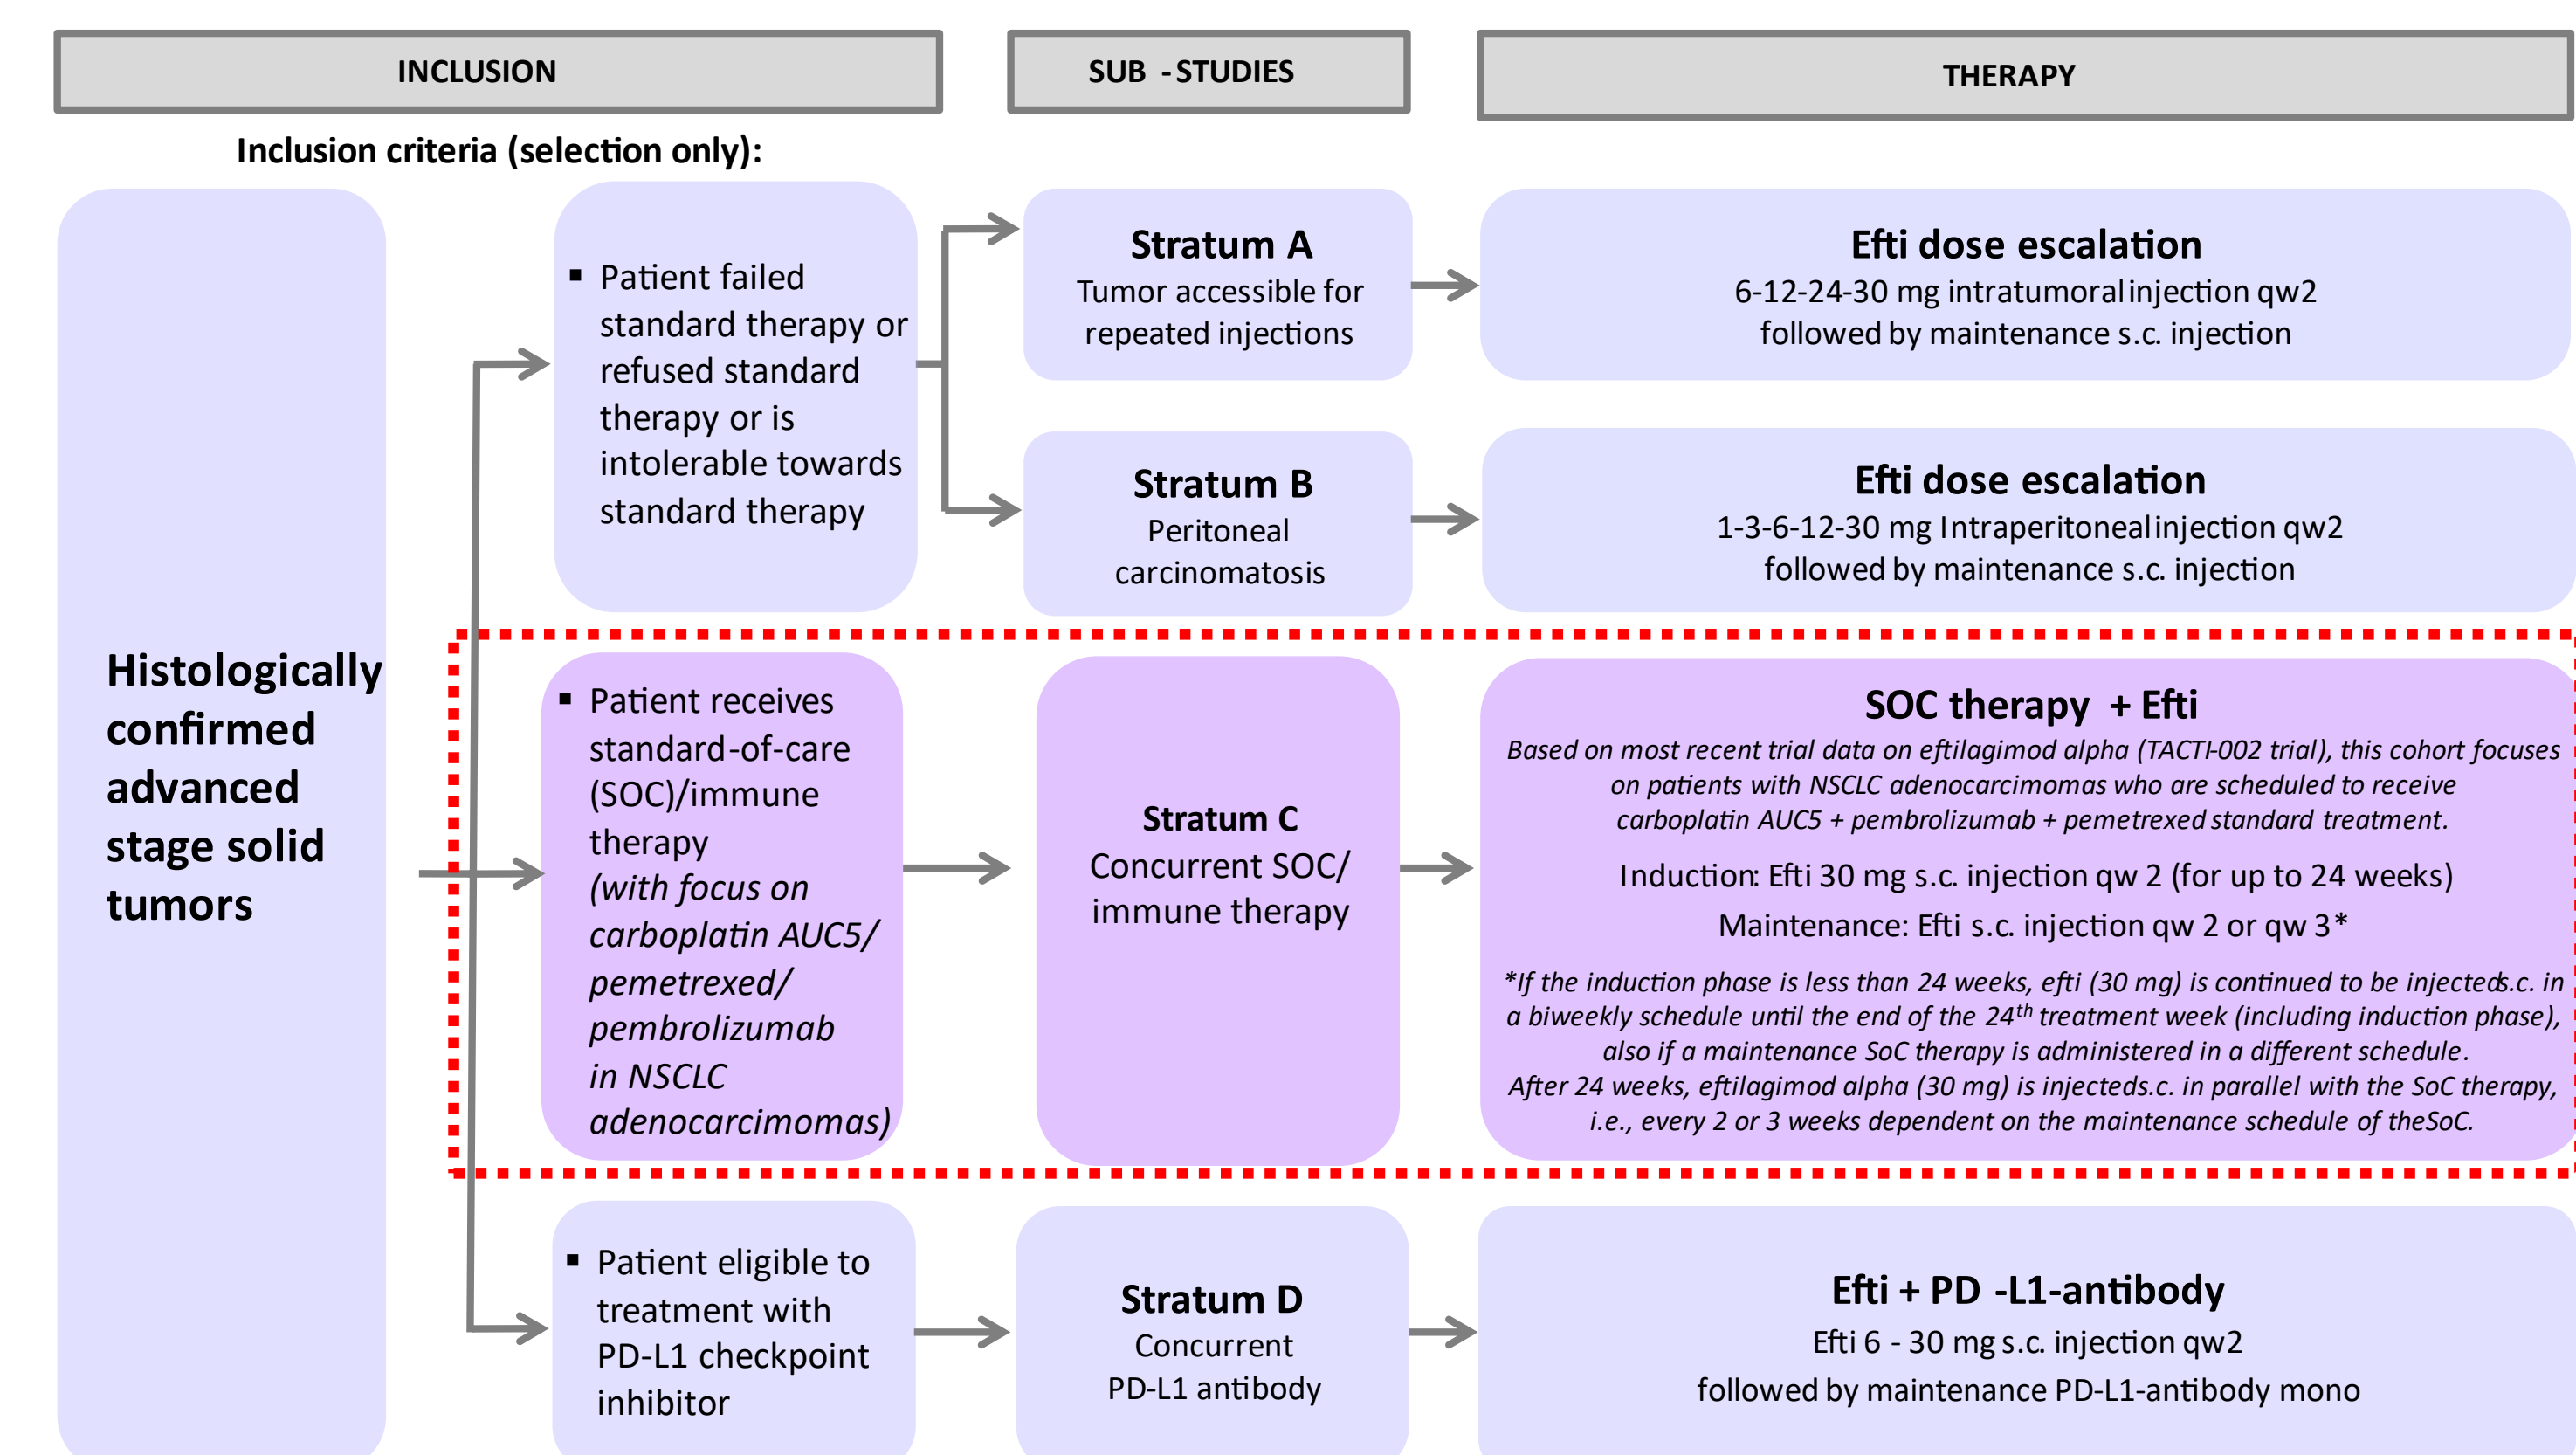 INCLUSION
SUB - STUDIES
THERAPY
Inclusion criteria (selection only):
Histologically
confirmed
advanced
stage solid
tumors
▪ Patient failed
standard therapy or
refused standard
therapy or is
intolerable towards
standard therapy
Stratum A
Tumor accessible for
repeated injections
Efti dose escalation
6-12-24-30 mg intratumoral injection qw2
followed by maintenance s.c. injection
Stratum B
Peritoneal
carcinomatosis
Efti dose escalation
1-3-6-12-30 mg Intraperitoneal injection qw2
followed by maintenance s.c. injection
▪ Patient receives
standard-of-care
(SOC)/immune
therapy
(with focus on
carboplatin AUC5/
pemetrexed/
pembrolizumab
in NSCLC
adenocarcimomas)
Stratum C
Concurrent SOC/
immune therapy
SOC therapy + Efti
Based on most recent trial data on eftilagimod alpha (TACTI-002 trial), this cohort focuses
on patients with NSCLC adenocarcimomas who are scheduled to receive
carboplatin AUC5 + pembrolizumab + pemetrexed standard treatment.
Induction: Efti 30 mg s.c. injection qw 2 (for up to 24 weeks)
Maintenance: Efti s.c. injection qw 2 or qw 3*
*If the induction phase is less than 24 weeks, efti (30 mg) is continued to be injecteds.c. in
a biweekly schedule until the end of the 24th treatment week (including induction phase),
also if a maintenance SoC therapy is administered in a different schedule.
After 24 weeks, eftilagimod alpha (30 mg) is injecteds.c. in parallel with the SoC therapy,
i.e., every 2 or 3 weeks dependent on the maintenance schedule of theSoC.
▪ Patient eligible to
treatment with
PD-L1 checkpoint
inhibitor
Stratum D
Concurrent
PD-L1 antibody
Efti + PD -L1-antibody
Efti 6 - 30 mg s.c. injection qw2
followed by maintenance PD-L1-antibody mono